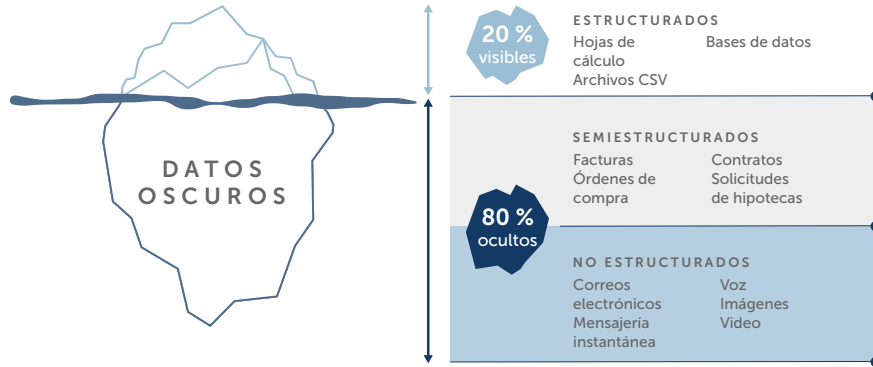 DATOS
OSCUROS
20 %
visibles
ESTRUCTURADOS
Hojas de
cálculo
Archivos CSV
Bases de datos
SEMIESTRUCTURADOS
Facturas
Órdenes de
compra
Contratos
Solicitudes
de hipotecas
80 %
ocultos
NO ESTRUCTURADOS
Correos
electrónicos
Mensajería
instantánea
Voz
Imágenes
Video